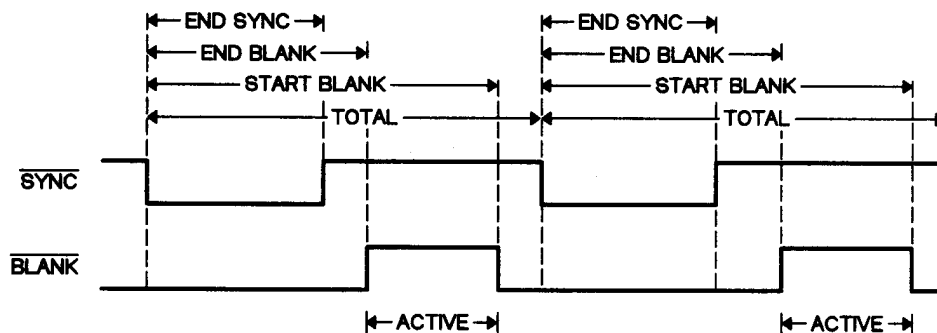 END SYNC END SYNC
END BLANK END BLANK
START BLANK START BLANK
TOTAL TOTAL
SYNC
BLANK
ACTIVE ACTIVE